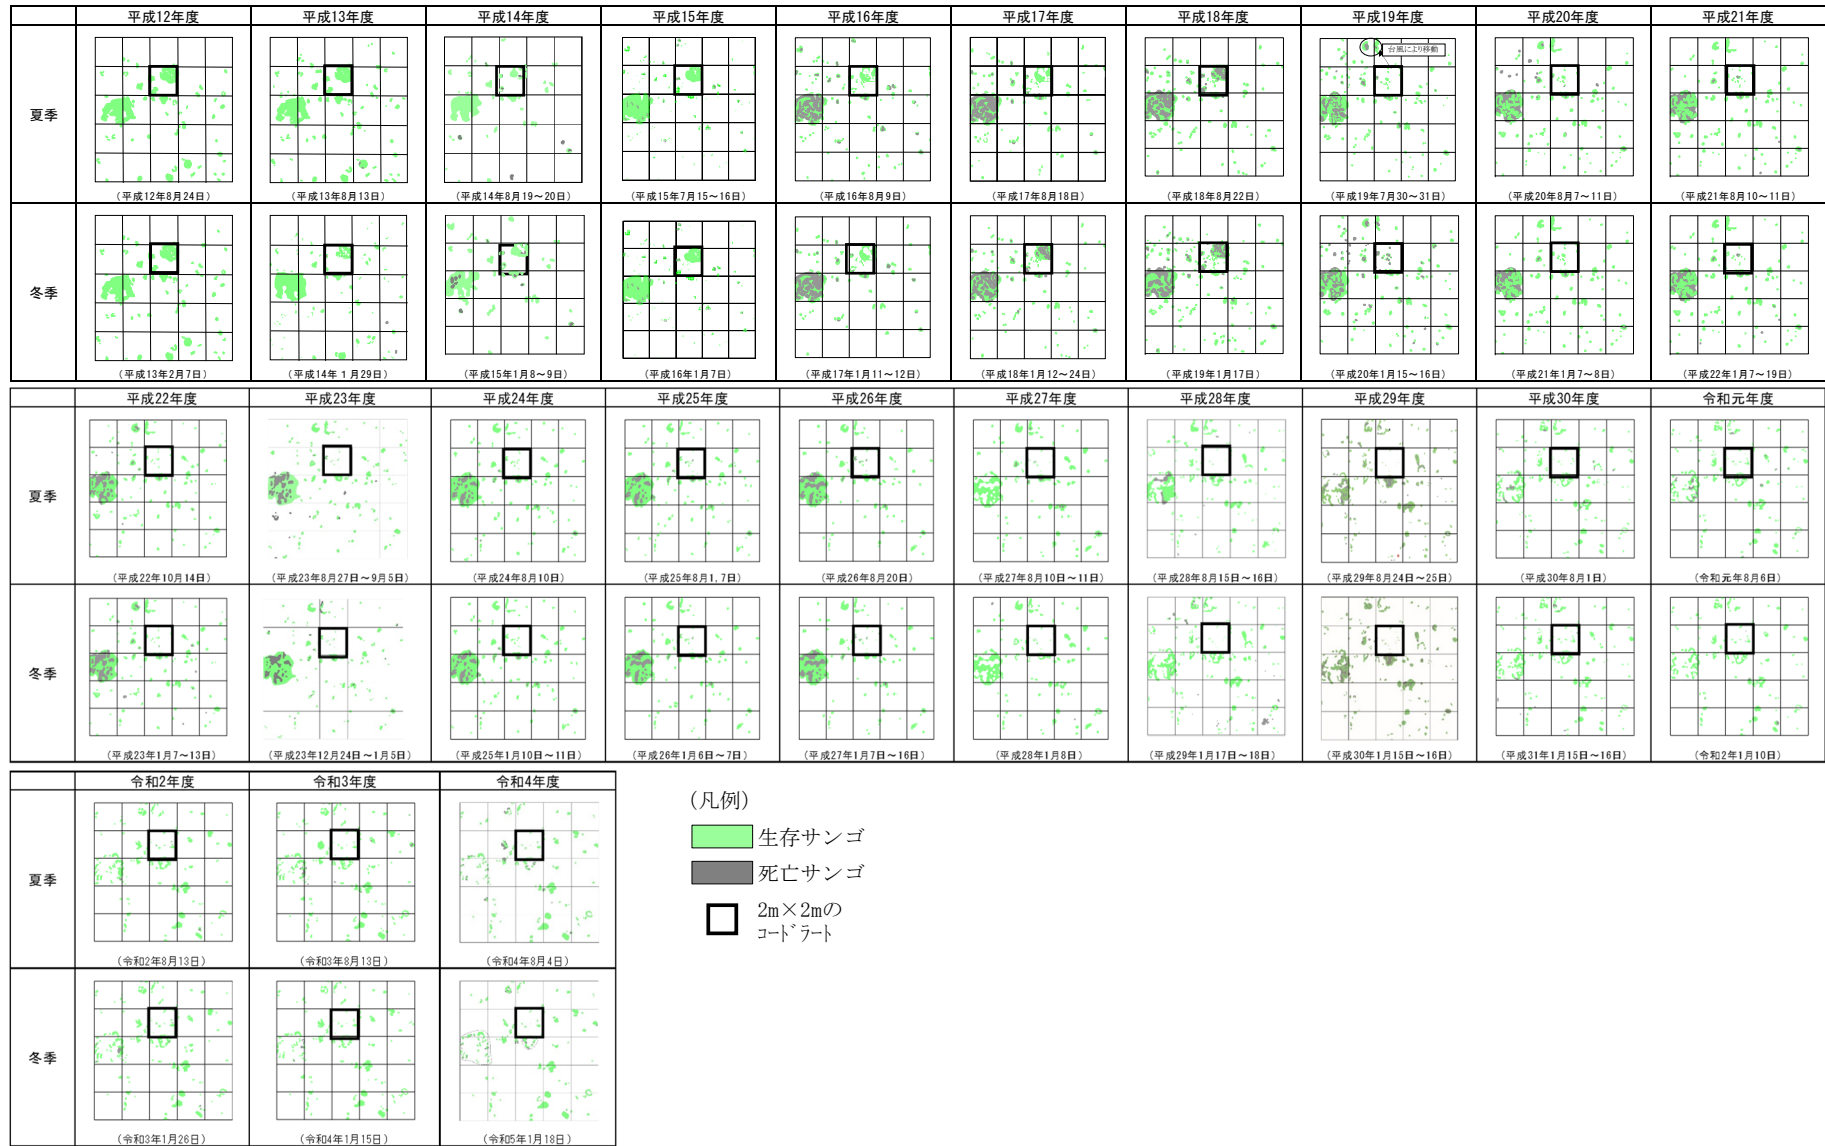 平成12年度 平成13年度 平成14年度 平成15年度 平成16年度 平成17年度 平成18年度 平成19年度 平成20年度 平成21年度
台風により移動
夏季
(平成12年8月24日) (平成13年8月13日) (平成14年8月19~20日) (平成15年7月15~16日) (平成16年8月9日) (平成17年8月18日) (平成18年8月22日) (平成19年7月30~31日) (平成20年8月7~11日) (平成21年8月10~11日)
冬季
(平成13年2月7日) (平成14年1月29日) (平成15年1月8~9日) (平成16年1月7日) (平成17年1月11~12日) (平成18年1月12~24日) (平成19年1月17日) (平成20年1月15~16日) (平成21年1月7~8日) (平成22年1月7~19日)
平成22年度 平成23年度 平成24年度 平成25年度 平成26年度 平成27年度 平成28年度 平成29年度 平成30年度 令和元年度
夏季
(平成22年10月14日) (平成23年8月27日~9月5日) (平成24年8月10日) (平成25年8月1,7日) (平成26年8月20日) (平成27年8月10日~11日) (平成28年8月15日~16日) (平成29年8月24日~25日) (平成30年8月1日) (令和元年8月6日)
冬季
(平成23年1月7~13日) (平成23年12月24日~1月5日) (平成25年1月10日~11日) (平成26年1月6日~7日) (平成27年1月7日~16日) (平成28年1月8日) (平成29年1月17日~18日) (平成30年1月15日~16日) (平成31年1月15日~16日) (令和2年1月10日)
令和2年度 令和3年度 令和4年度
夏季
(令和2年8月13日) (令和3年8月13日) (令和4年8月4日)
冬季
(令和3年1月26日) (令和4年1月15日) (令和5年1月18日)
(凡例)
生存サンゴ
死亡サンゴ
2m×2mの
コードラート